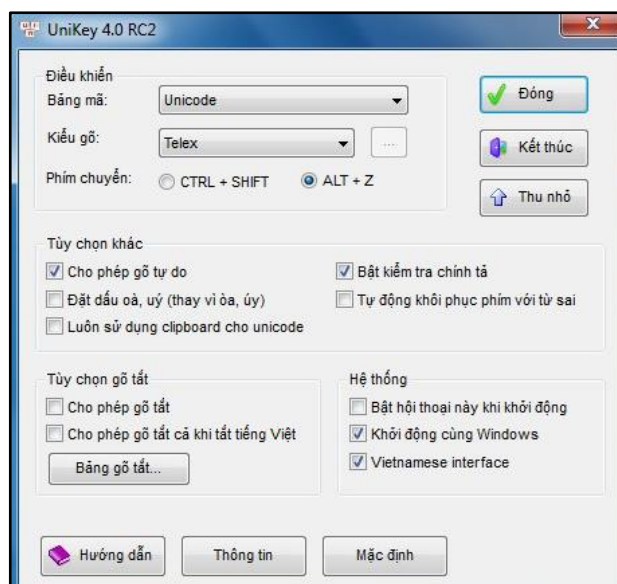 UniKey 4.0 RC2
Điều khiển
Bảng mã: Unicode
Đóng
Kiểu gõ: Telex ...
Kết thúc
Phím chuyển: CTRL + SHIFT ALT + Z
Thu nhỏ
Tùy chọn khác
Cho phép gõ tự do
Bật kiểm tra chính tả
Đặt dấu oà, uý (thay vì òa, úy)
Tự động khôi phục phím với từ sai
Luôn sử dụng clipboard cho unicode
Tùy chọn gõ tắt
Cho phép gõ tắt
Cho phép gõ tắt cả khi tắt tiếng Việt
Bảng gõ tắt...
Hệ thống
Bật hội thoại này khi khởi động
Khởi động cùng Windows
Vietnamese interface
Hướng dẫn
Thông tin
Mặc định